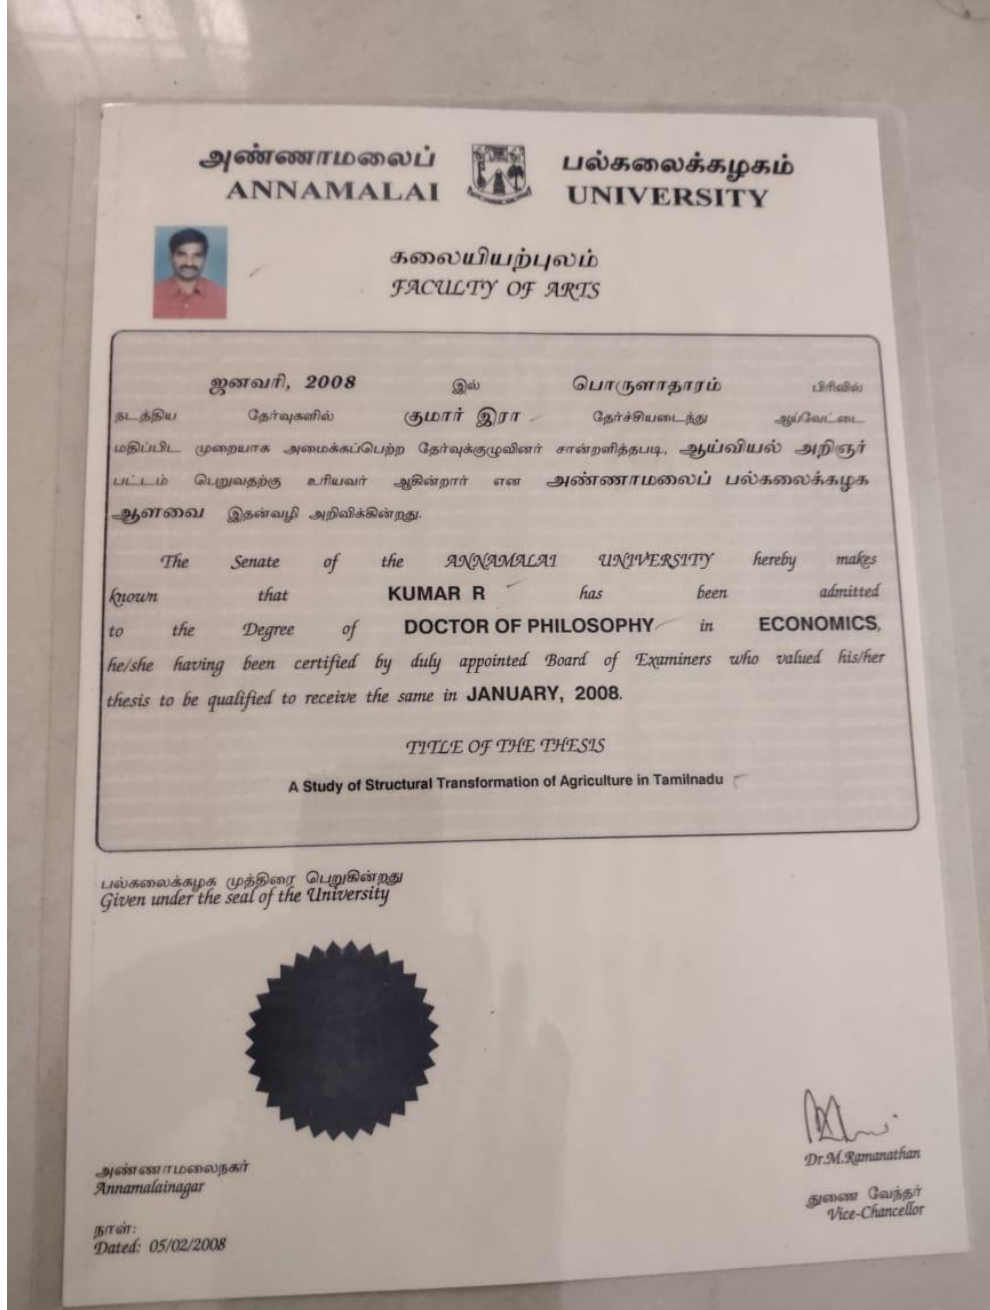 அண்ணாமலைப் பல்கலைக்கழகம்
ANNAMALAI UNIVERSITY
கலையியற்புலம்
FACULTY OF ARTS
ஜனவரி, 2008 இல் பொருளாதாரம் பிரிவில்
நடத்திய தேர்வுகளில் குமார் இரா தேர்ச்சியடைந்து ஆய்வேட்டை
மதிப்பிட முறையாக அமைக்கப்பெற்ற தேர்வுக்குழுவினர் சான்றளித்தபடி, ஆய்வியல் அறிஞர்
பட்டம் பெறுவதற்கு உரியவர் ஆகின்றார் என அண்ணாமலைப் பல்கலைக்கழக
ஆளவை இதன்வழி அறிவிக்கின்றது.
The Senate of the ANNAMALAI UNIVERSITY hereby makes
known that KUMAR R has been admitted
to the Degree of DOCTOR OF PHILOSOPHY in ECONOMICS,
he/she having been certified by duly appointed Board of Examiners who valued his/her
thesis to be qualified to receive the same in JANUARY, 2008.
TITLE OF THE THESIS
A Study of Structural Transformation of Agriculture in Tamilnadu
பல்கலைக்கழக முத்திரை பெறுகின்றது
Given under the seal of the University
அண்ணாமலைநகர்
Annamalainagar
நாள்:
Dated: 05/02/2008
Dr.M.Ramanathan
துணை வேந்தர்
Vice-Chancellor